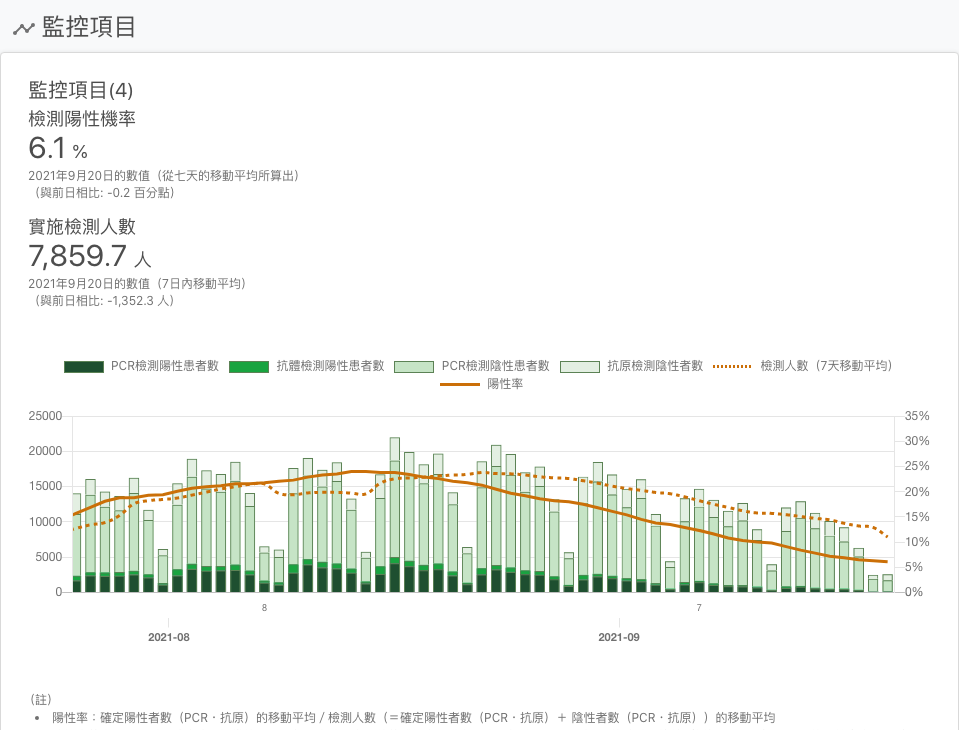 監控項目
監控項目(4)
檢測陽性機率
6.1 %
2021年9月20日的數值（從七天的移動平均所算出）
（與前日相比: -0.2 百分點）
實施檢測人數
7,859.7 人
2021年9月20日的數值（7日內移動平均）
（與前日相比: -1,352.3 人）
PCR檢測陽性患者數 抗體檢測陽性患者數 PCR檢測陰性患者數 抗原檢測陰性者數 檢測人數（7天移動平均）
陽性率
25000 35%
30%
20000
25%
15000 20%
15%
10000
10%
5000
5%
0 0%
8 7
2021-08 2021-09
（註）
• 陽性率：確定陽性者數（PCR・抗原）的移動平均 / 檢測人數（＝確定陽性者數（PCR・抗原）＋ 陰性者數（PCR・抗原））的移動平均